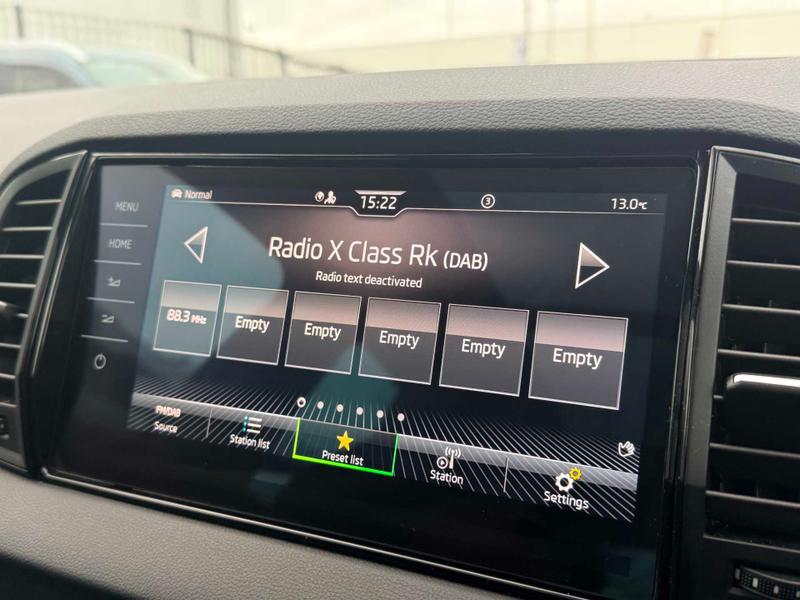 MENU
HOME
Normal
15:22
3
13.0°C
Radio X Class Rk (DAB)
Radio text deactivated
88.3 MHz
Empty
Empty
Empty
Empty
Empty
FM/DAB
Source
Station list
Preset list
Station
Settings